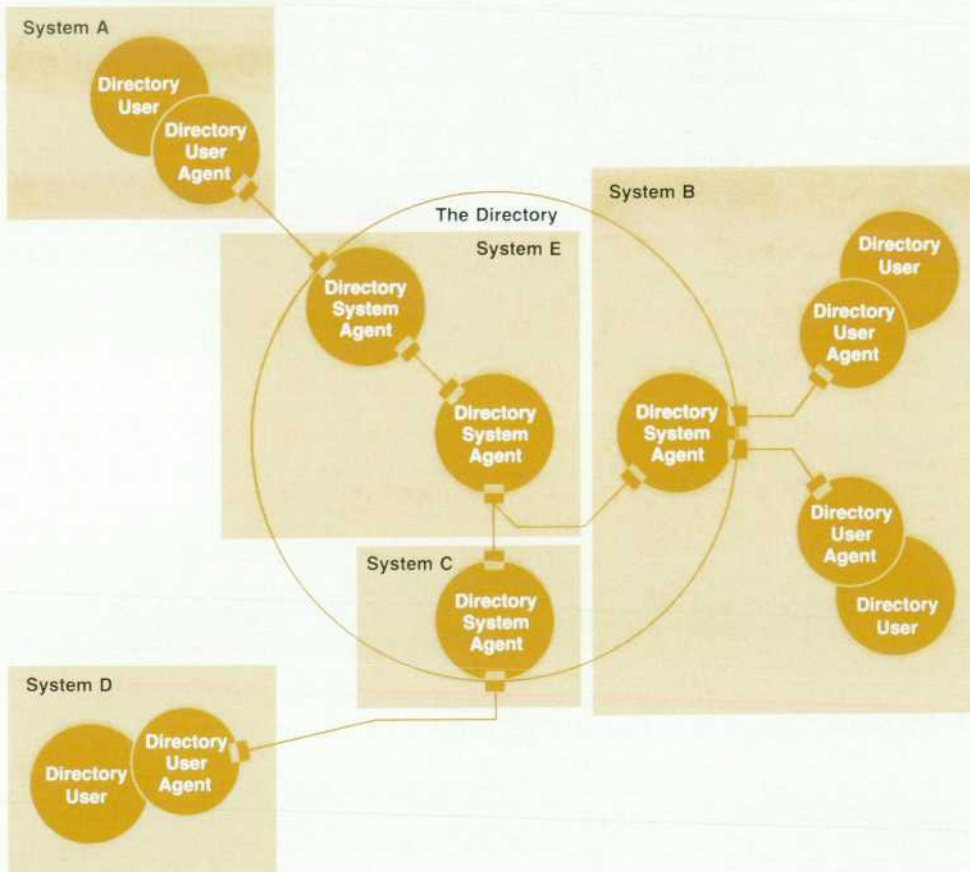 System A
Directory
User
Directory
User
Agent
The Directory
System E
Directory
System
Agent
Directory
System
Agent
System B
Directory
User
Directory
User
Agent
Directory
System
Agent
Directory
User
Agent
Directory
User
System C
Directory
System
Agent
System D
Directory
User
Agent
Directory
User